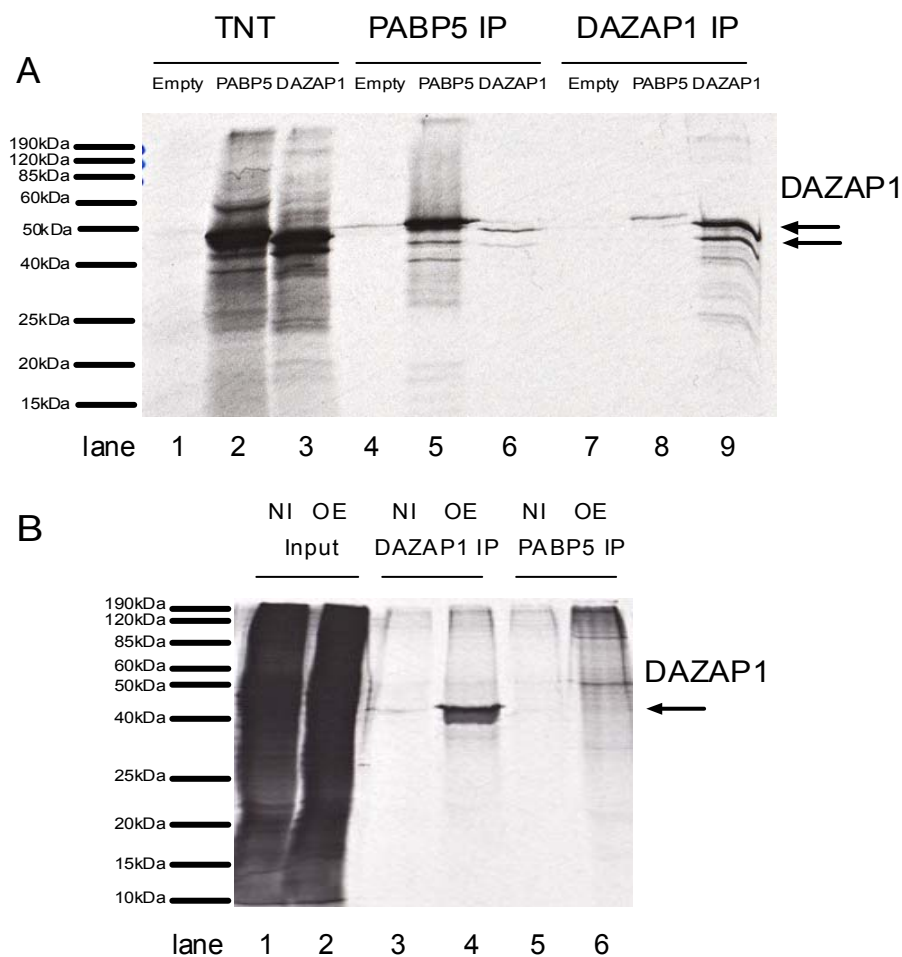 TNT PABP5 IP DAZAP1 IP
A
Empty PABP5 DAZAP1 Empty PABP5 DAZAP1 Empty PABP5 DAZAP1
190kDa
120kDa
85kDa
60kDa
50kDa
40kDa
25kDa
20kDa
15kDa
DAZAP1
lane 1 2 3 4 5 6 7 8 9
B
NI OE NI OE NI OE
Input DAZAP1 IP PABP5 IP
190kDa
120kDa
85kDa
60kDa
50kDa
40kDa
25kDa
20kDa
15kDa
10kDa
DAZAP1
lane 1 2 3 4 5 6